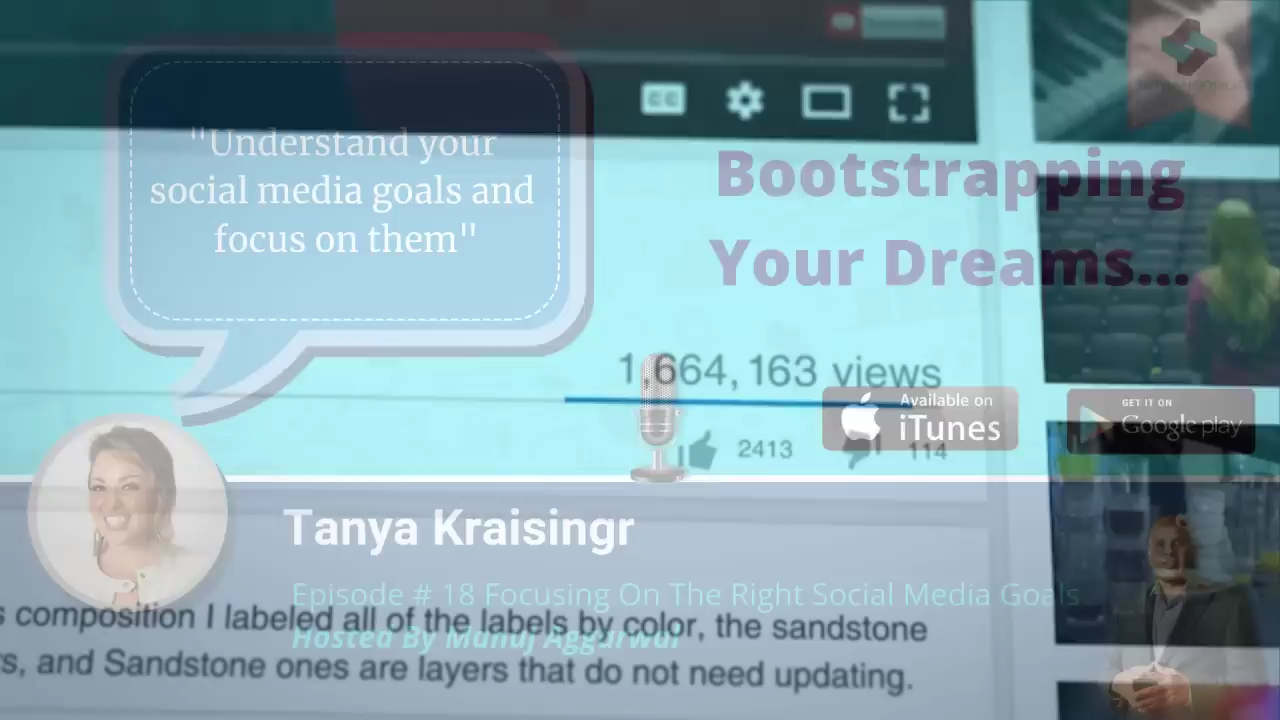 "Understand your
social media goals and
focus on them"
Bootstrapping
Your Dreams...
1,664,163 views
Available on
iTunes
GET IT ON
Google play
2413
114
Tanya Kraisingr
Episode # 18 Focusing On The Right Social Media Goals
Hosted By Manuj Aggarwal
s composition I labeled all of the labels by color, the sandstone
rs, and Sandstone ones are layers that do not need updating.